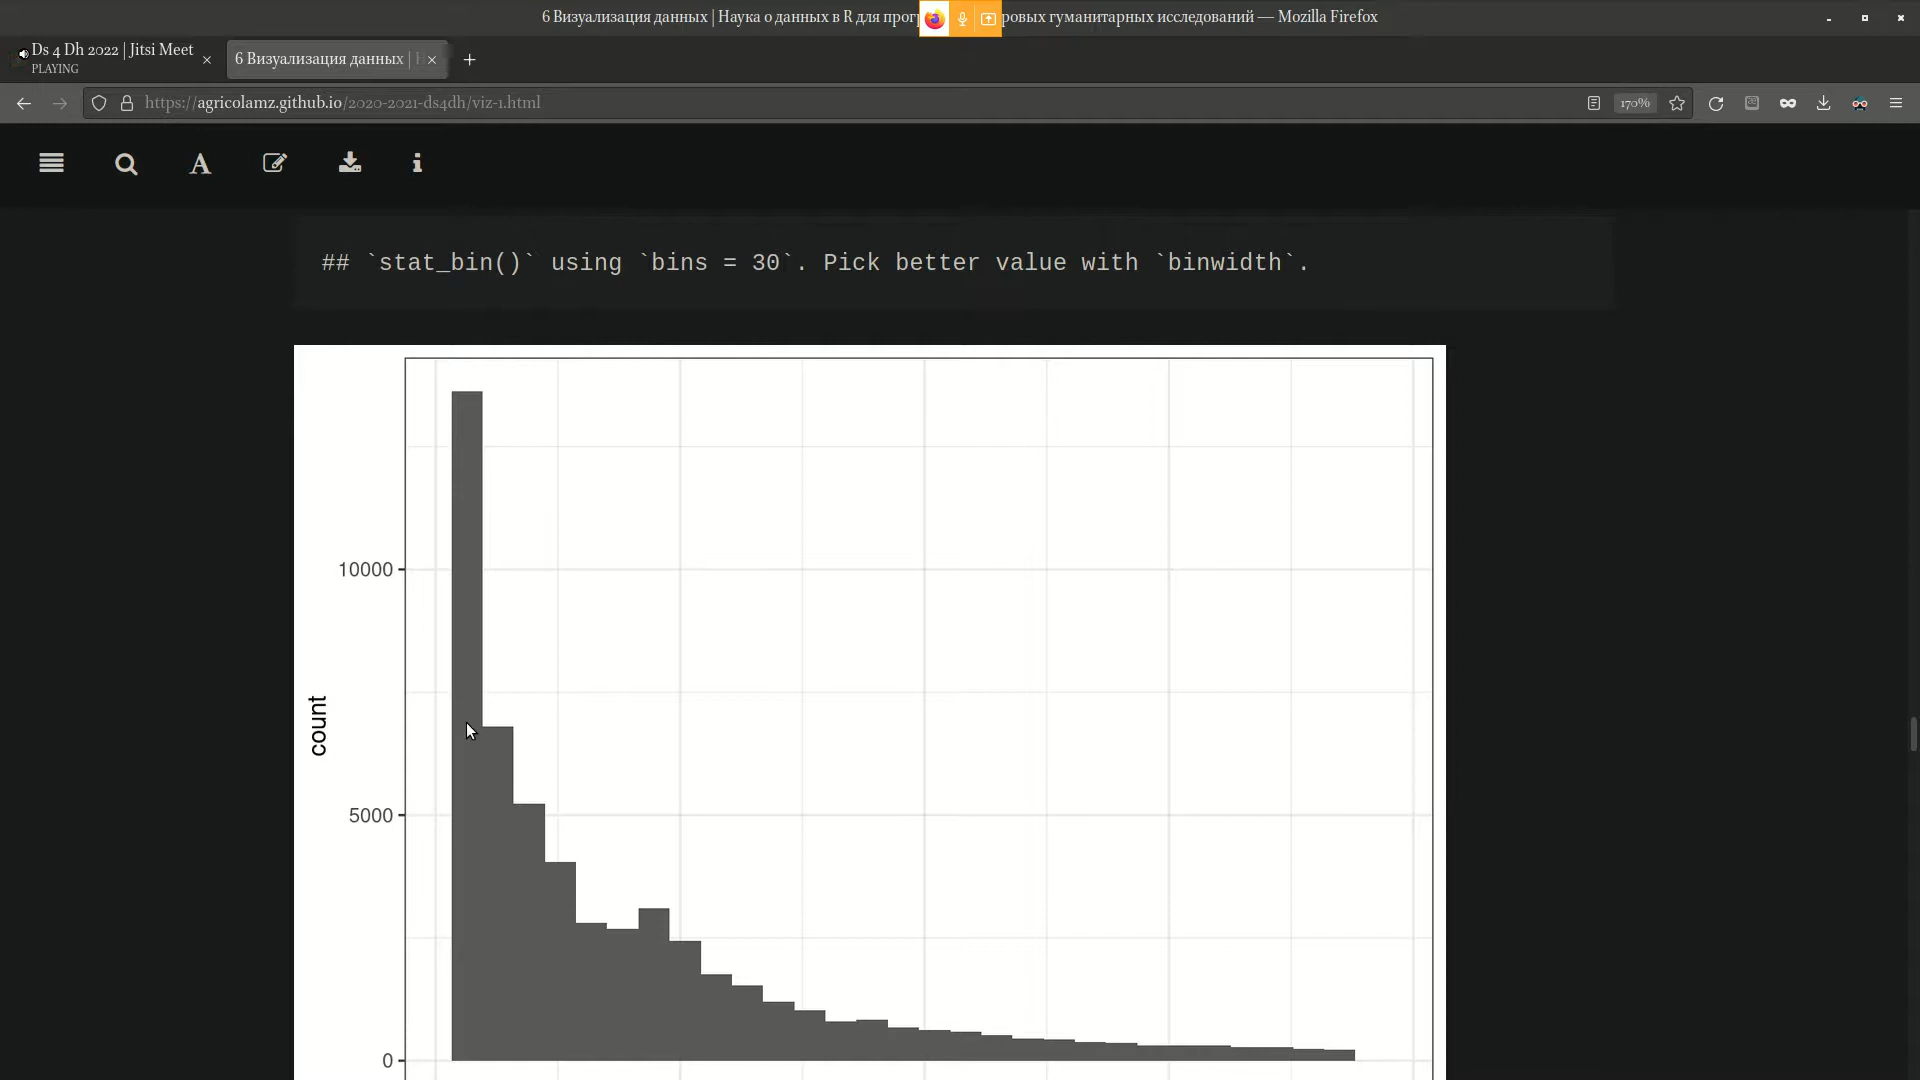 6 Визуализация данных | Наука о данных в R для прог ровых гуманитарных исследований — Mozilla Firefox
Ds 4 Dh 2022 | Jitsi Meet
PLAYING
6 Визуализация данных |
https://agricolamz.github.io/2020-2021-ds4dh/viz-1.html
170%
## `stat_bin()` using `bins = 30`. Pick better value with `binwidth`.
10000
count
5000
0